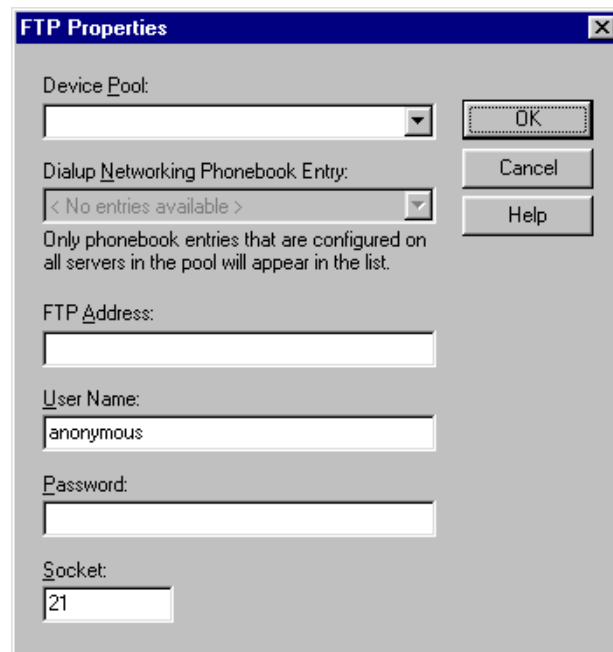 FTP Properties
Device Pool:
OK
Dialup Networking Phonebook Entry:
Cancel
< No entries available >
Help
Only phonebook entries that are configured on
all servers in the pool will appear in the list.
FTP Address:
User Name:
anonymous
Password:
Socket:
21